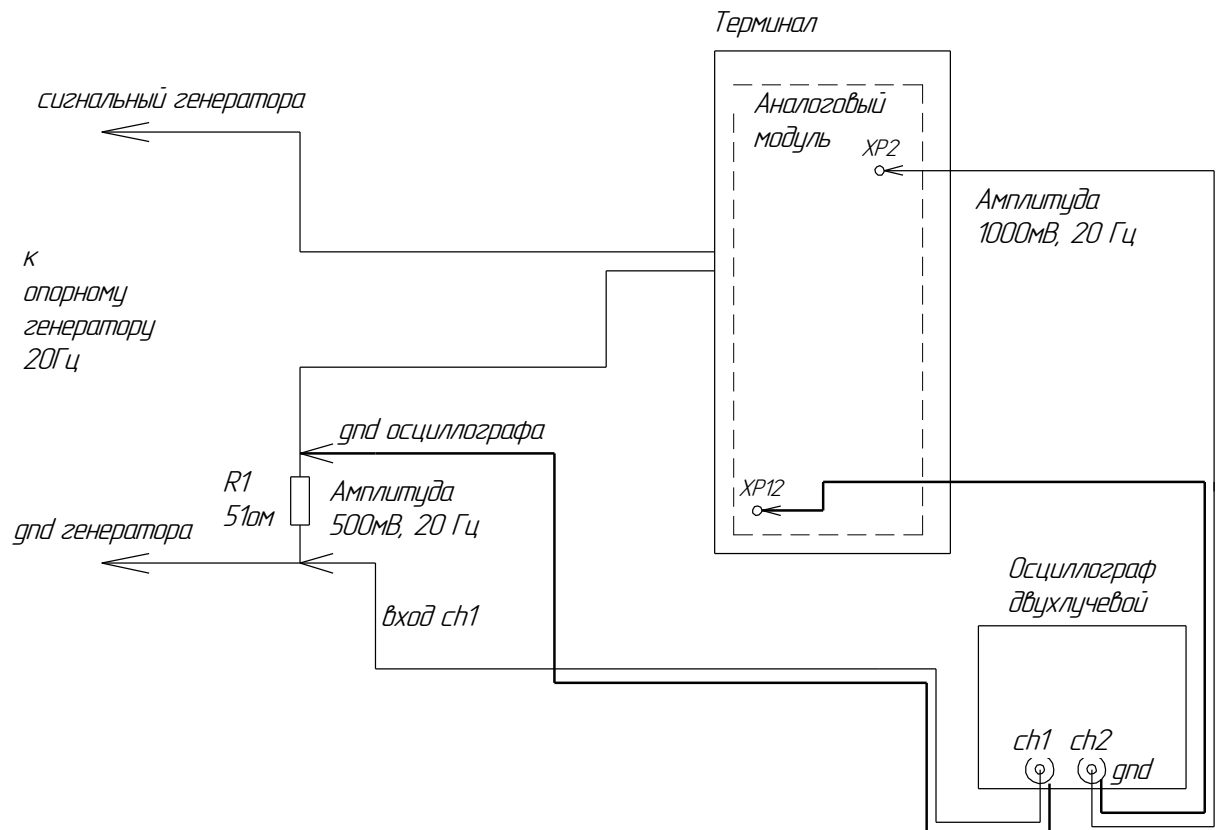 Терминал
сигнальный генератора
Аналоговый
модуль
XP2
Амплитуда
1000мВ, 20 Гц
к
опорному
генератору
20Гц
gnd осциллографа
R1
51ом
Амплитуда
500мВ, 20 Гц
XP12
gnd генератора
Осциллограф
двухлучевой
вход ch1
ch1
ch2
gnd